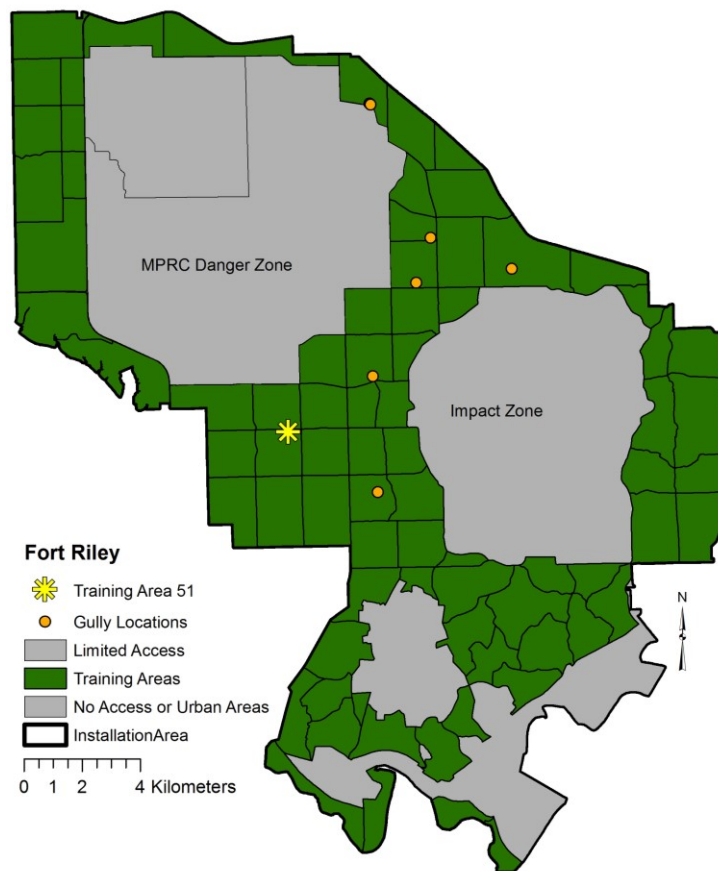 MPRC Danger Zone
Impact Zone
Fort Riley
Training Area 51
Gully Locations
Limited Access
Training Areas
No Access or Urban Areas
InstallationArea
0 1 2 4 Kilometers
N